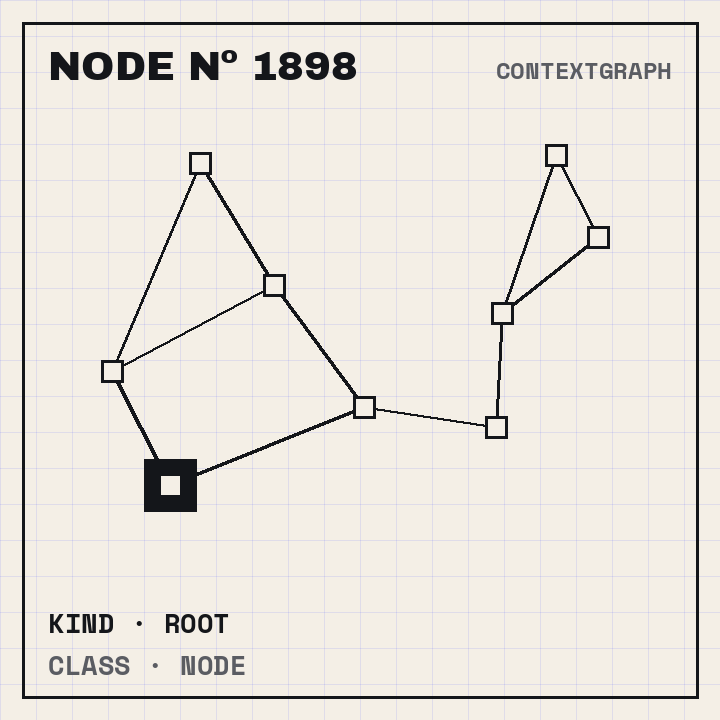 NODE Nº 1898
CONTEXTGRAPH
KIND · ROOT
CLASS · NODE